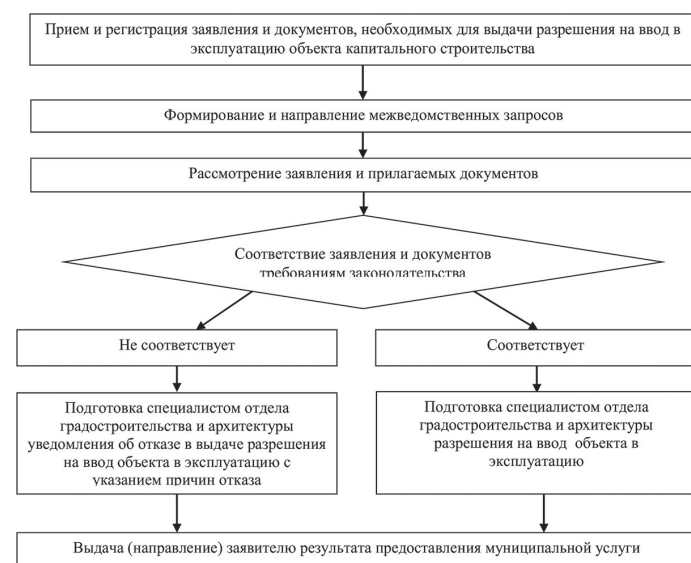 Прием и регистрация заявления и документов, необходимых для выдачи разрешения на ввод в
эксплуатацию объекта капитального строительства
Формирование и направление межведомственных запросов
Рассмотрение заявления и прилагаемых документов
Соответствие заявления и документов
требованиям законодательства
Не соответствует
Соответствует
Подготовка специалистом отдела
градостроительства и архитектуры
уведомления об отказе в выдаче разрешения
на ввод объекта в эксплуатацию с
указанием причин отказа
Подготовка специалистом отдела
градостроительства и архитектуры
разрешения на ввод объекта в
эксплуатацию
Выдача (направление) заявителю результата предоставления муниципальной услуги